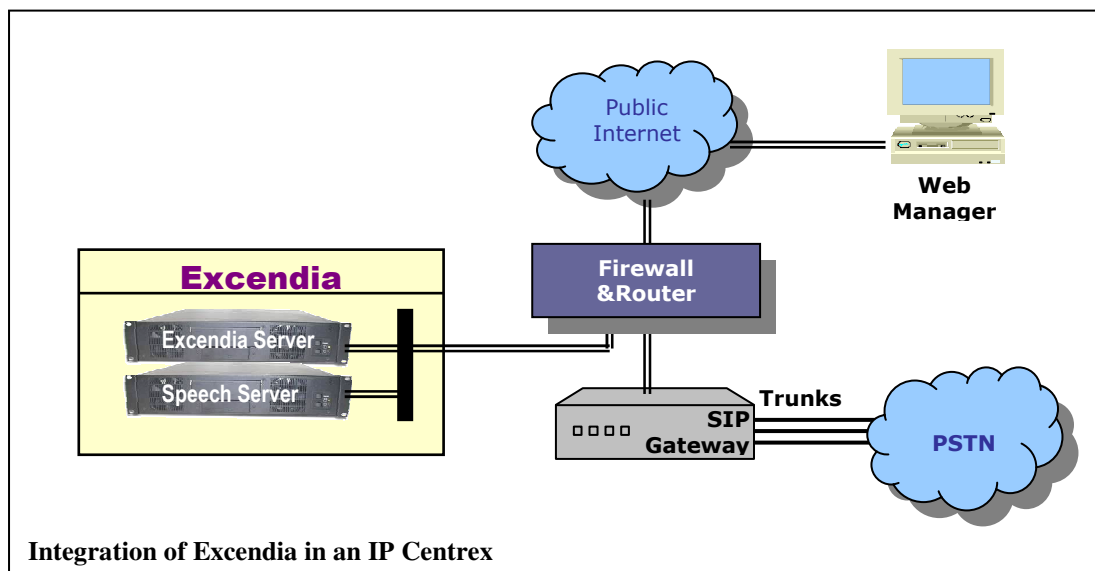 Public
Internet
Web
Manager
Firewall
&Router
Excendia
Excendia Server
Speech Server
Trunks
SIP
Gateway
PSTN
Integration of Excendia in an IP Centrex